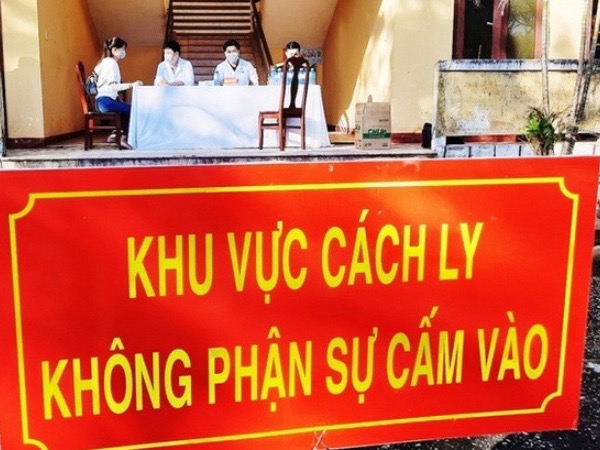 KHU VỰC CÁCH LY
KHÔNG PHẬN SỰ CẤM VÀO